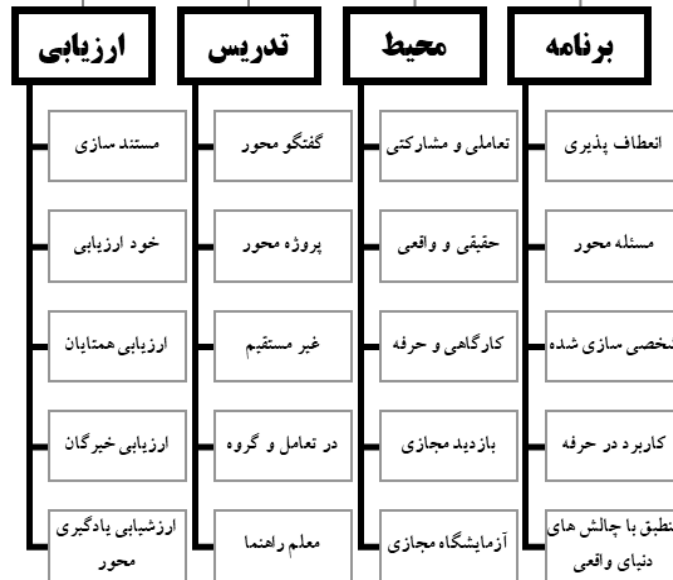 برنامه
انعطاف پذیری
مسئله محور
شخصی سازی شده
کاربرد در حرفه
منطبق با چالش های
دنیای واقعی
محیط
تعاملی و مشارکتی
حقیقی و واقعی
کارگاهی و حرفه
بازدید مجازی
آزمایشگاه مجازی
تدریس
گفتگو محور
پروژه محور
غیر مستقیم
در تعامل و گروه
معلم راهنما
ارزیابی
مستند سازی
خود ارزیابی
ارزیابی همتایان
ارزیابی خبرگان
ارزشیابی یادگیری
محور